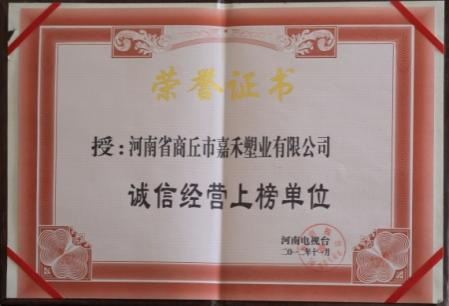 荣誉证书
授:河南省商丘市嘉禾塑业有限公司
诚信经营上榜单位
河南电视台
二〇一二年十一月